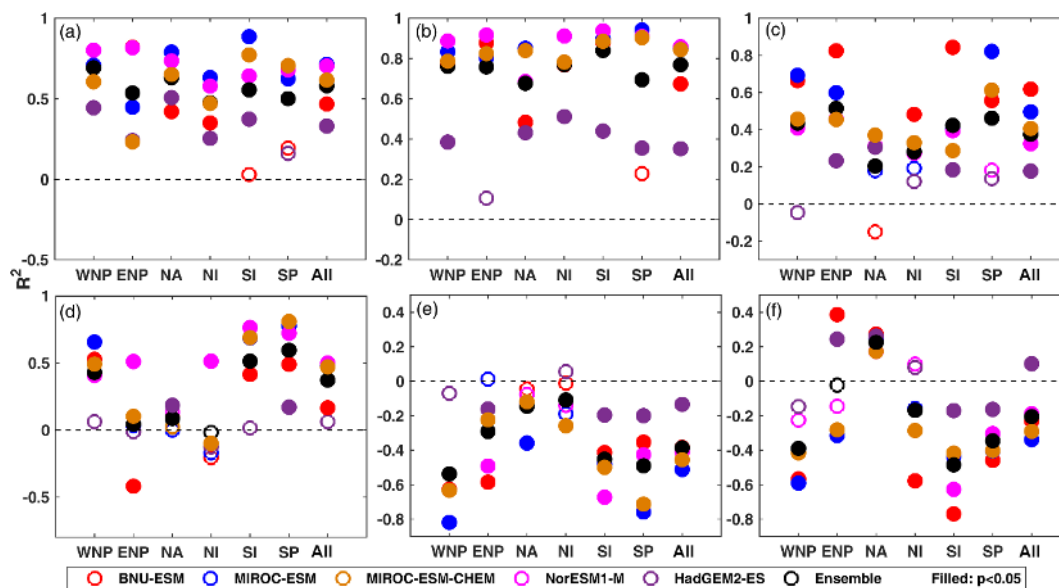 (a)
1
0.5
0
-0.5
WNP ENP NA NI SI SP All
(b)
1
0.8
0.6
0.4
0.2
0
-0.2
WNP ENP NA NI SI SP All
(c)
1
0.8
0.6
0.4
0.2
0
-0.2
WNP ENP NA NI SI SP All
R²
(d)
1
0.5
0
-0.5
WNP ENP NA NI SI SP All
(e)
0.4
0.2
0
-0.2
-0.4
-0.6
-0.8
WNP ENP NA NI SI SP All
(f)
0.4
0.2
0
-0.2
-0.4
-0.6
-0.8
WNP ENP NA NI SI SP All
BNU-ESM MIROC-ESM MIROC-ESM-CHEM NorESM1-M HadGEM2-ES Ensemble Filled: p<0.05